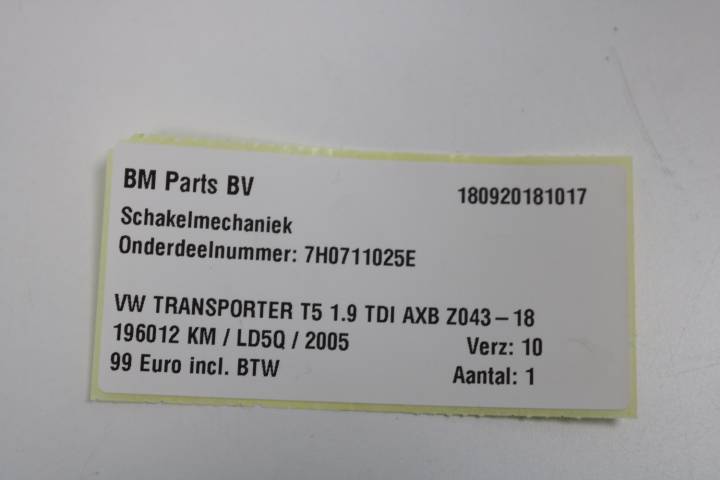 BM Parts BV 180920181017
Schakelmechaniek
Onderdeelnummer: 7H0711025E
VW TRANSPORTER T5 1.9 TDI AXB Z043-18
196012 KM / LD5Q / 2005 Verz: 10
99 Euro incl. BTW Aantal: 1